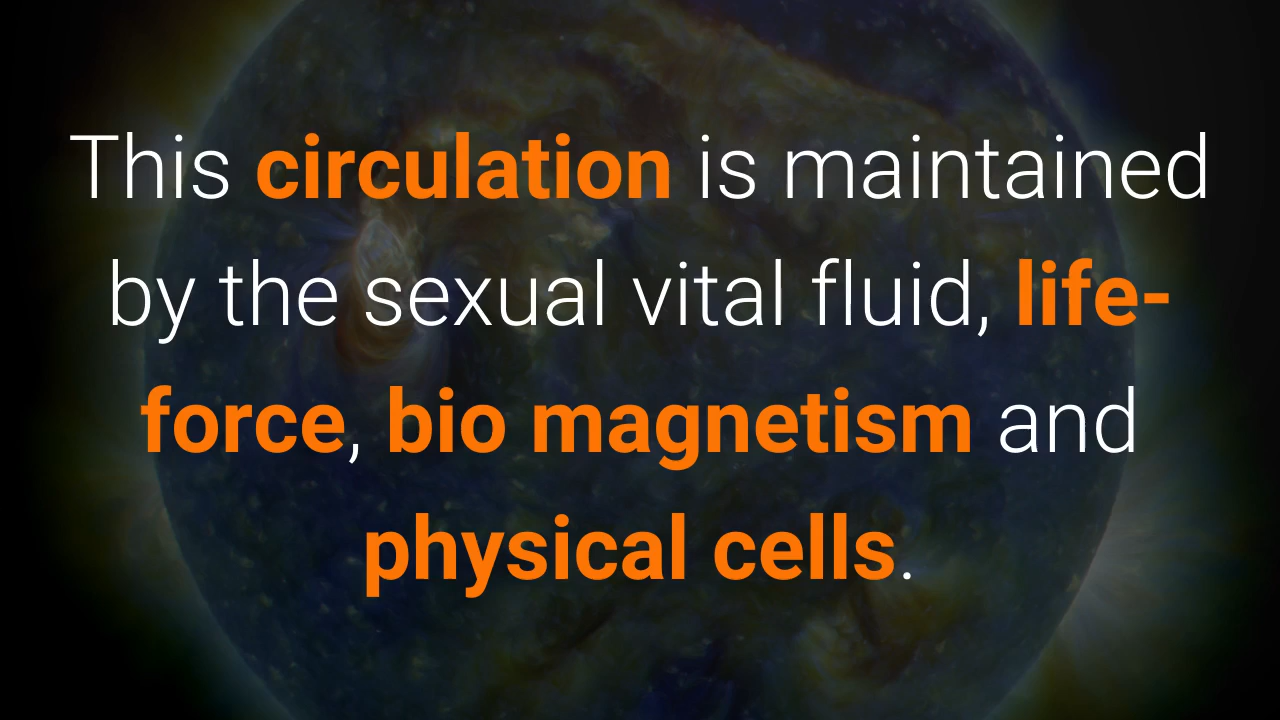 This circulation is maintained
by the sexual vital fluid, life-
force, bio magnetism and
physical cells.